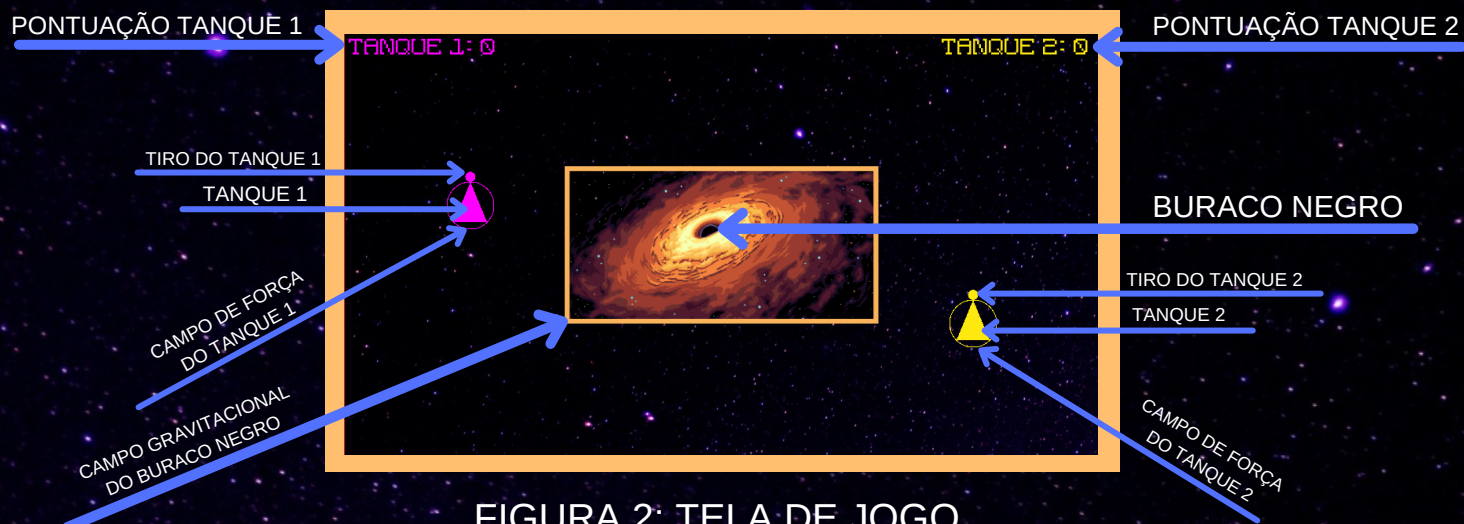 PONTUAÇÃO TANQUE 1
PONTUAÇÃO TANQUE 2
TANQUE 1: 0
TANQUE 2: 0
TIRO DO TANQUE 1
TANQUE 1
BURACO NEGRO
CAMPO DE FORÇA
DO TANQUE 1
TIRO DO TANQUE 2
TANQUE 2
CAMPO GRAVITACIONAL
DO BURACO NEGRO
CAMPO DE FORÇA
DO TANQUE 2
FIGURA 2: TELA DE JOGO